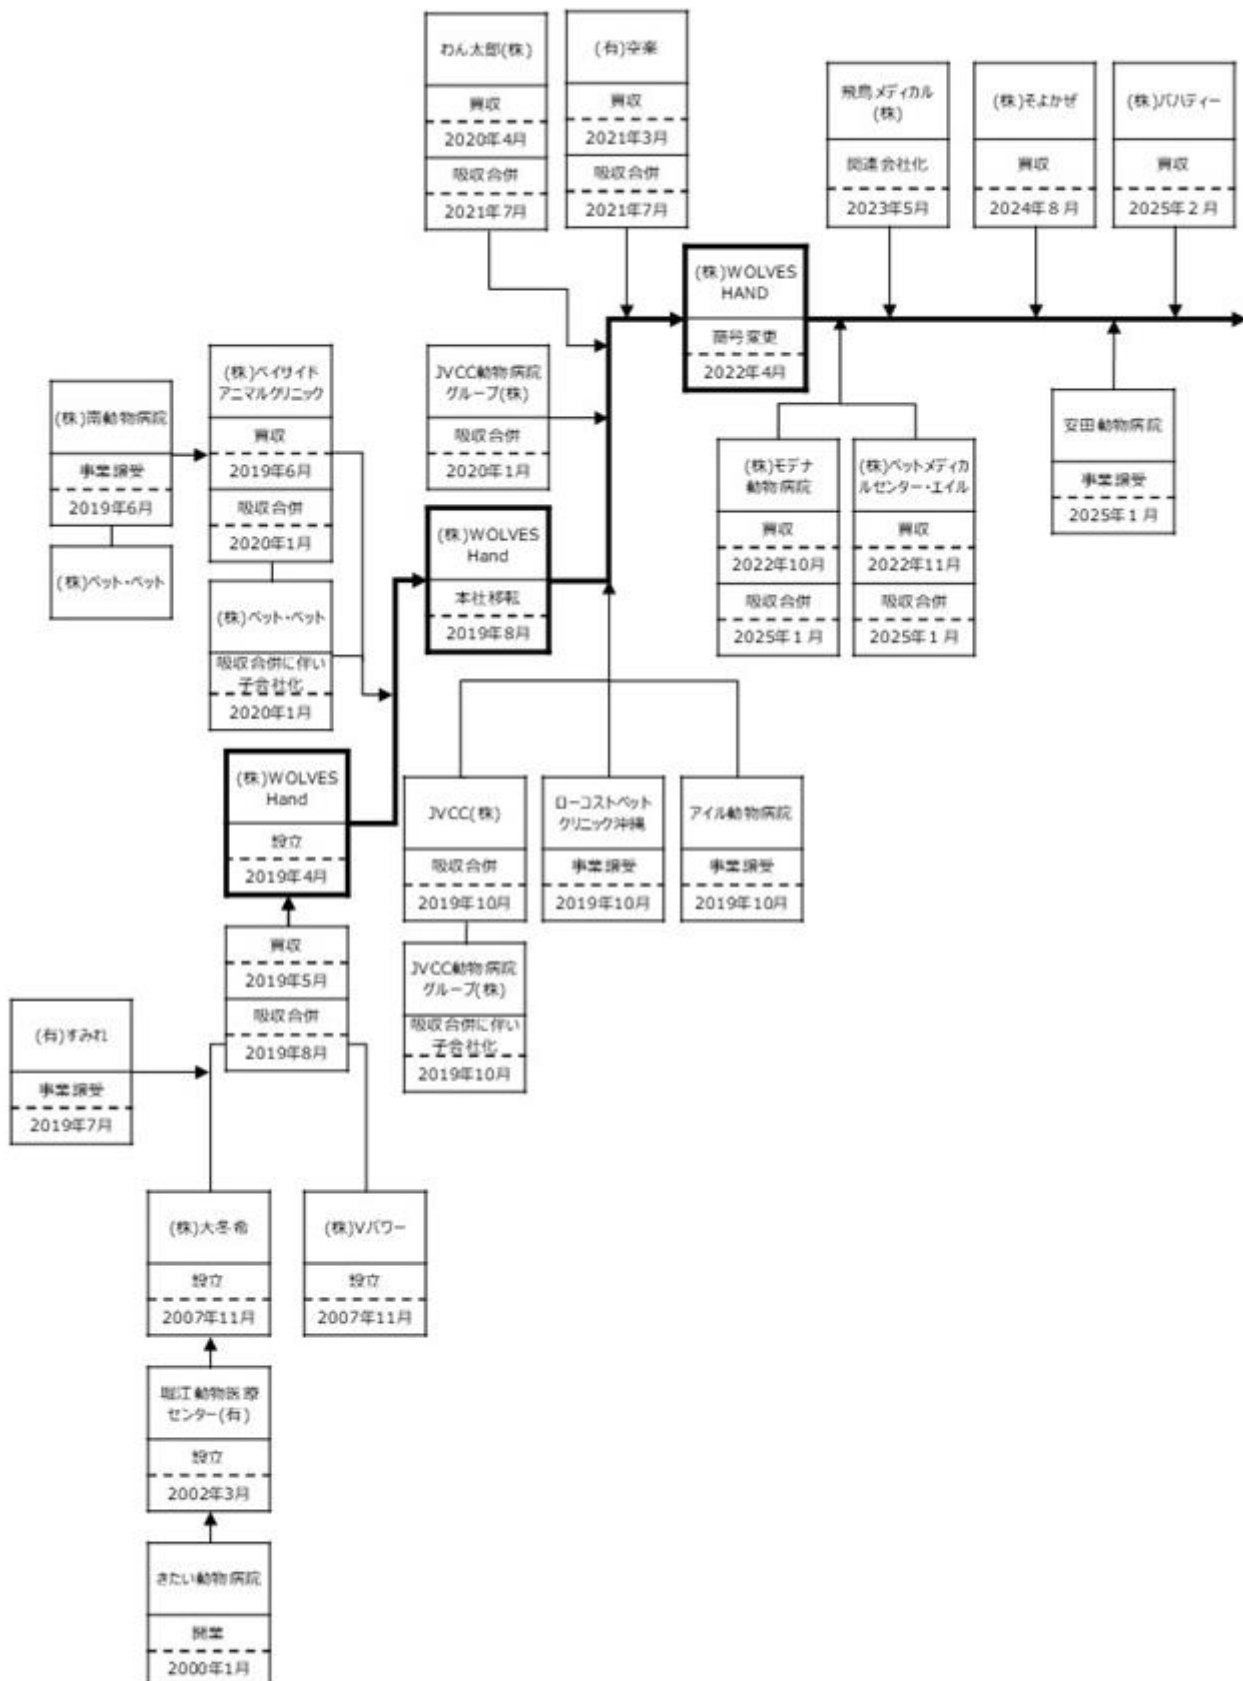 わん太郎(株)
買収
2020年4月
吸収合併
2021年7月
(有)空楽
買収
2021年3月
吸収合併
2021年7月
飛鳥メディカル
(株)
関連会社化
2023年5月
(株)そよかぜ
買収
2024年8月
(株)バハティー
買収
2025年2月
(株)WOLVES
HAND
商号変更
2022年4月
(株)南動物病院
事業譲受
2019年6月
(株)ペット・ベット
(株)ベイサイド
アニマルクリニック
買収
2019年6月
吸収合併
2020年1月
(株)ペット・ベット
吸収合併に伴い
子会社化
2020年1月
JVCC動物病院
グループ(株)
吸収合併
2020年1月
(株)WOLVES
Hand
本社移転
2019年8月
(株)モデナ
動物病院
買収
2022年10月
吸収合併
2025年1月
(株)ペットメディカ
ルセンター・エイル
買収
2022年11月
吸収合併
2025年1月
安田動物病院
事業譲受
2025年1月
(株)WOLVES
Hand
設立
2019年4月
買収
2019年5月
吸収合併
2019年8月
JVCC(株)
吸収合併
2019年10月
JVCC動物病院
グループ(株)
吸収合併に伴い
子会社化
2019年10月
ローコストペット
クリニック沖縄
事業譲受
2019年10月
アイル動物病院
事業譲受
2019年10月
(有)すみれ
事業譲受
2019年7月
(株)大冬希
設立
2007年11月
(株)Vパワー
設立
2007年11月
堀江動物医療
センター(有)
設立
2002年3月
きたい動物病院
開業
2000年1月